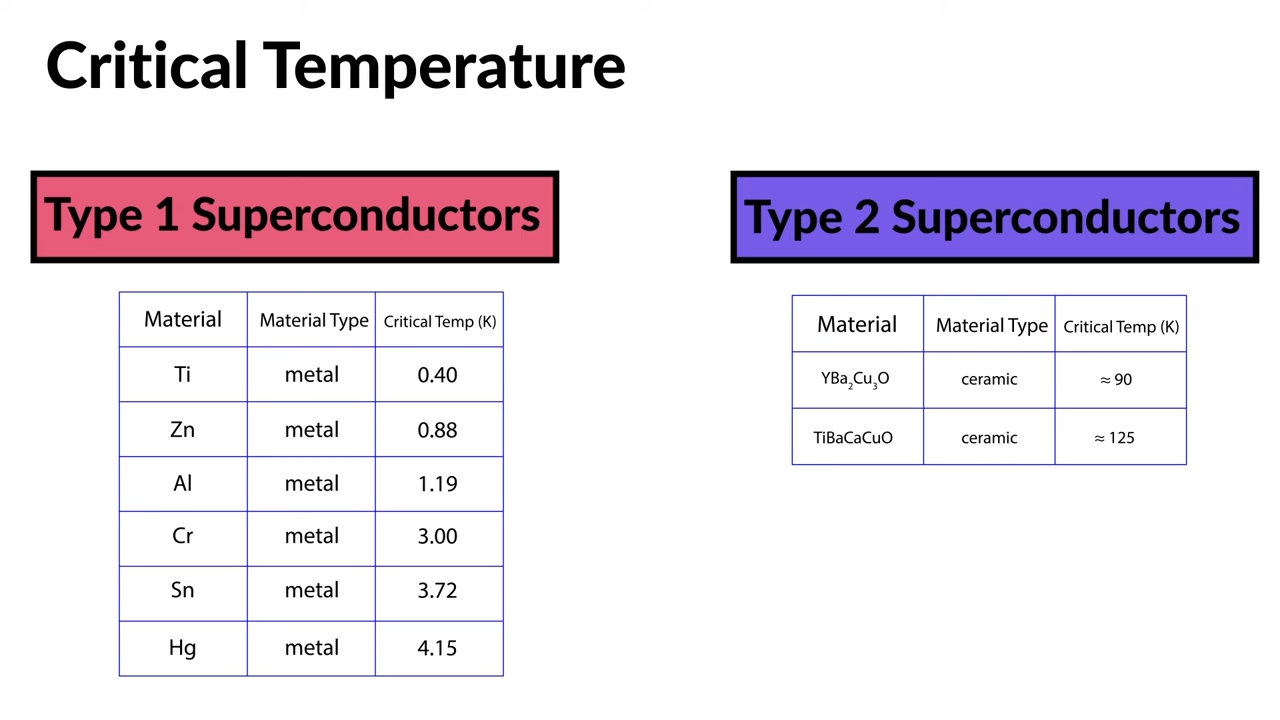 Critical Temperature
Type 1 Superconductors
Material Material Type Critical Temp (K)
Ti metal 0.40
Zn metal 0.88
Al metal 1.19
Cr metal 3.00
Sn metal 3.72
Hg metal 4.15
Type 2 Superconductors
Material Material Type Critical Temp (K)
YBa₂Cu₃O ceramic ≈ 90
TiBaCaCuO ceramic ≈ 125